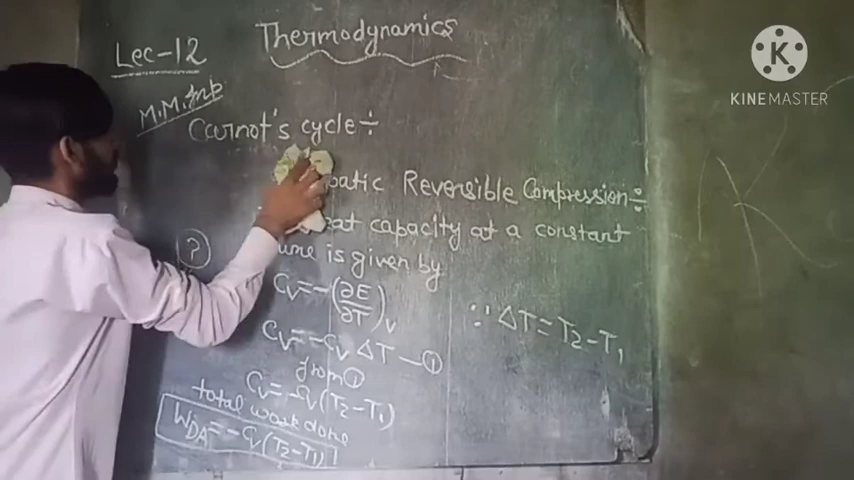 Lec-12
Thermodynamics
M.M. Imp
Carnot's cycle ÷
Reversible Compression ÷
capacity at a constant
is given by
?
Cv = -(∂E/∂T)v
Cv = -Cv ΔT —①
∵ ΔT = T2 - T1
from ①
Cv = -Cv (T2 - T1)
total work done
WDA = -Cv (T2 - T1)
K
KINEMASTER